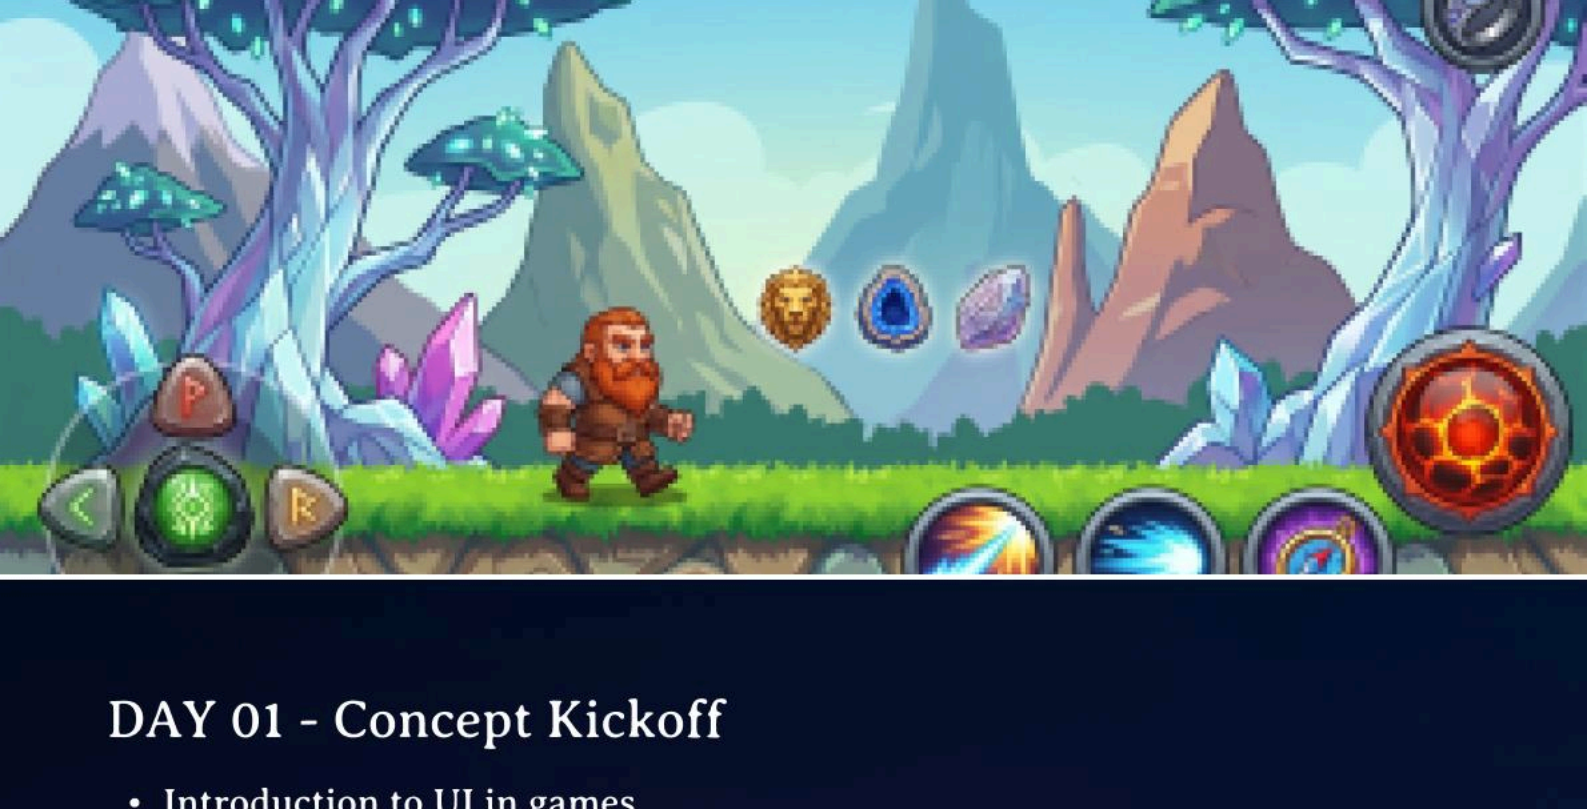 DAY 01 - Concept Kickoff
• Introduction to UI in games